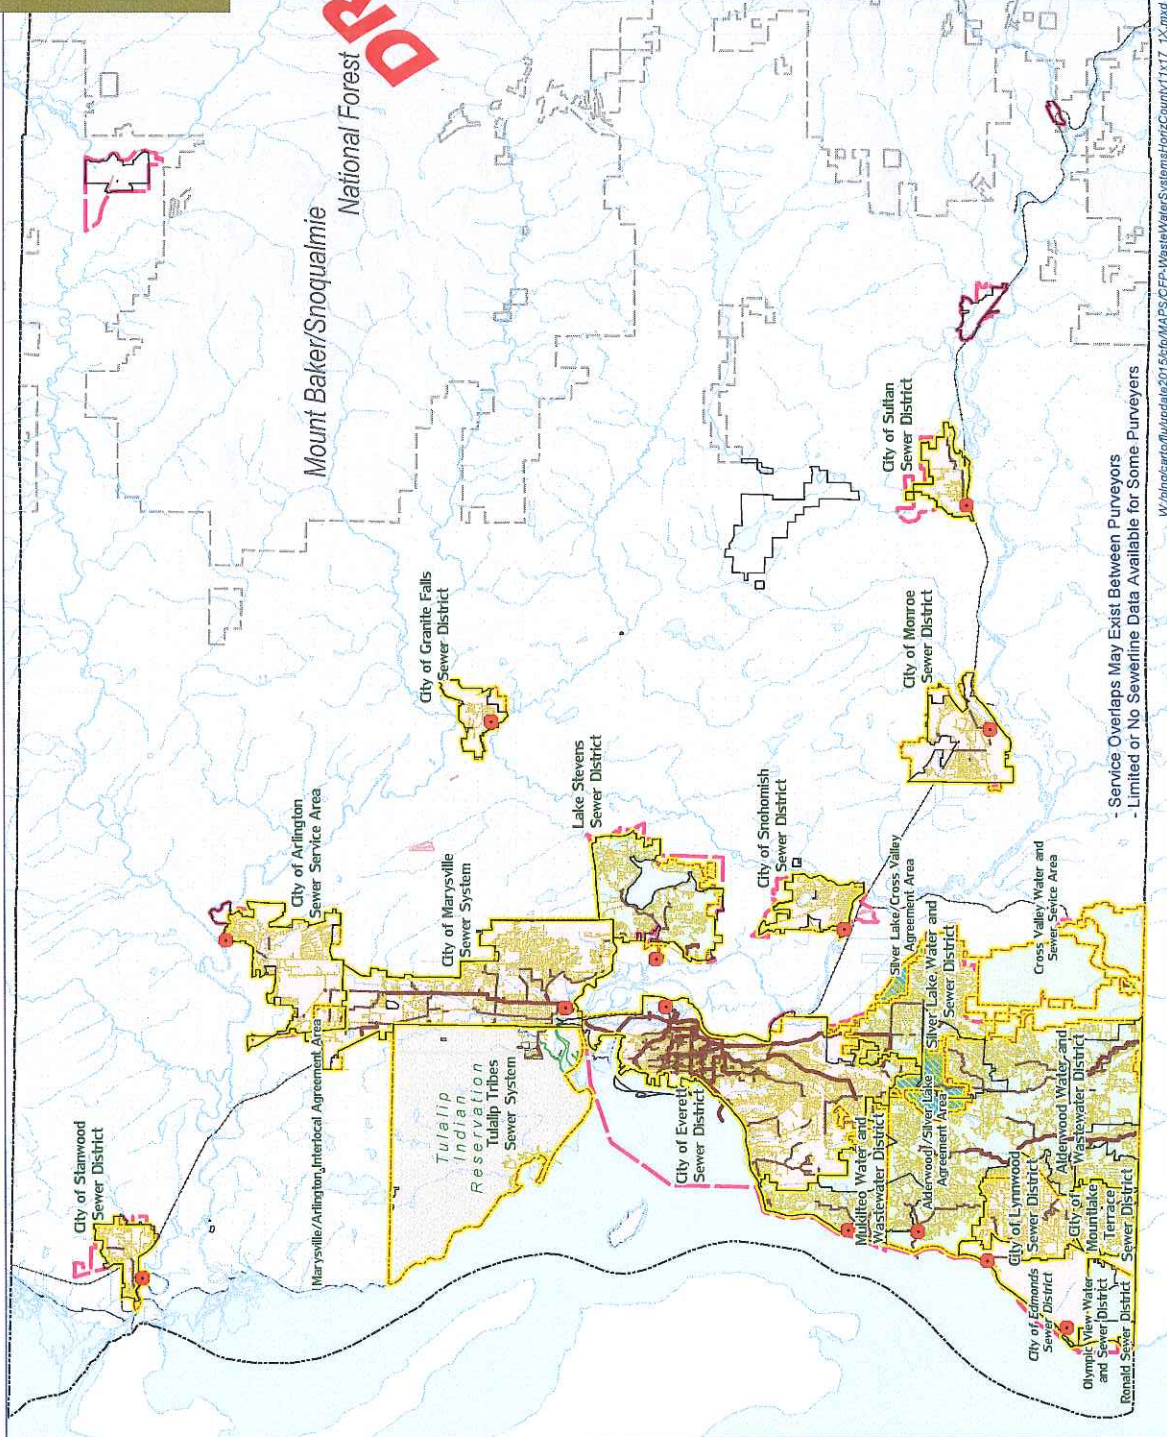 DR
Mount Baker/Snoqualmie
National Forest
City of Stanwood
Sewer District
City of Arlington
Sewer Service Area
Marysville/Arlington Interlocal Agreement Area
City of Granite Falls
Sewer District
City of Marysville
Sewer System
Tulalip
Indian
Reservation
Tulalip Tribes
Sewer System
Lake Stevens
Sewer District
City of Everett
Sewer District
City of Snohomish
Sewer District
City of Sultan
Sewer District
City of Monroe
Sewer District
Mukilteo Water and
Wastewater District
Silver Lake/Cross Valley
Agreement Area
Alderwood/Silver Lake
Agreement Area
Silver Lake Water and
Sewer District
Cross Valley Water and
Sewer Sevice Area
City of Lynnwood
Sewer District
Alderwood Water and
Wastewater District
City of Edmonds
Sewer District
City of
Mountlake
Terrace
Sewer District
Olympic View Water
and Sewer District
Ronald Sewer District
- Service Overlaps May Exist Between Purveyors
- Limited or No Sewerline Data Available for Some Purveyers